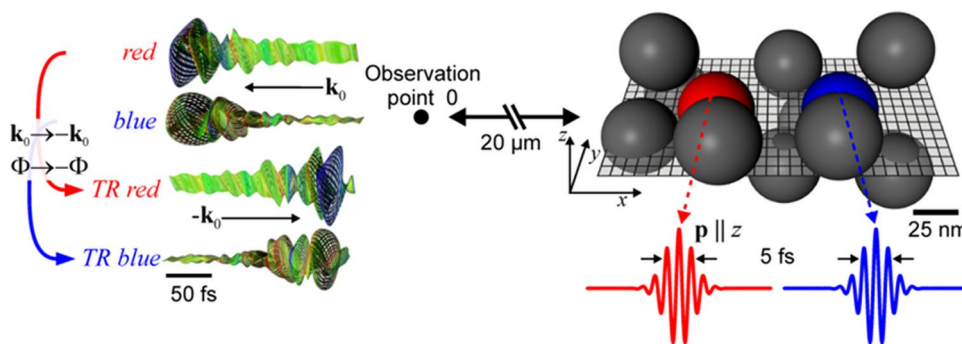 red
k₀
blue
k₀→−k₀
Φ→−Φ
TR red
-k₀
TR blue
50 fs
Observation
point 0
20 µm
z
y
x
25 nm
p || z
5 fs